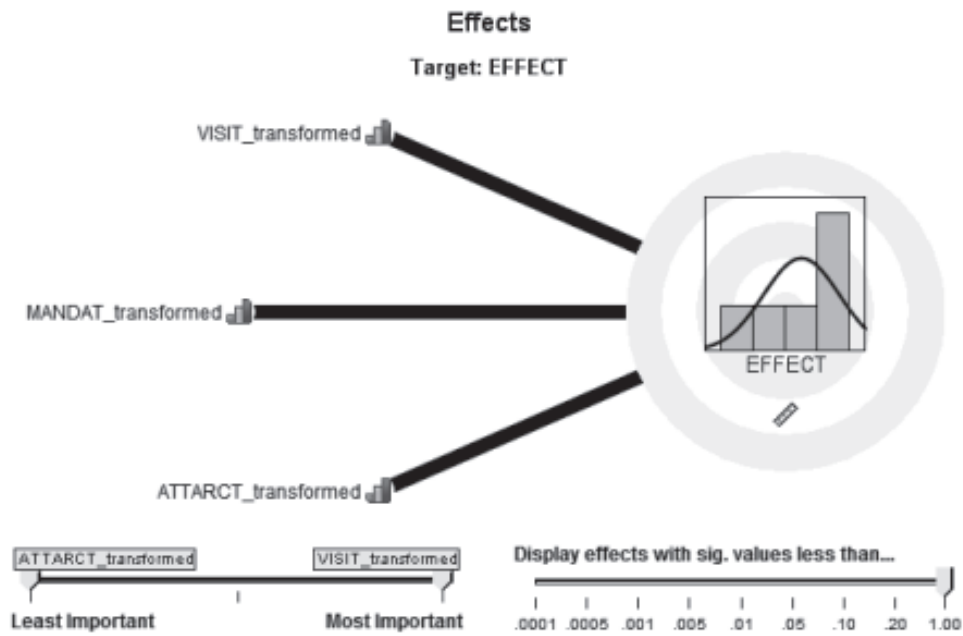 Effects
Target: EFFECT
VISIT_transformed
MANDAT_transformed
EFFECT
ATTARCT_transformed
ATTARCT_transformed VISIT_transformed
Least Important Most Important
Display effects with sig. values less than...
.0001 .0005 .001 .005 .01 .05 .10 .20 1.00